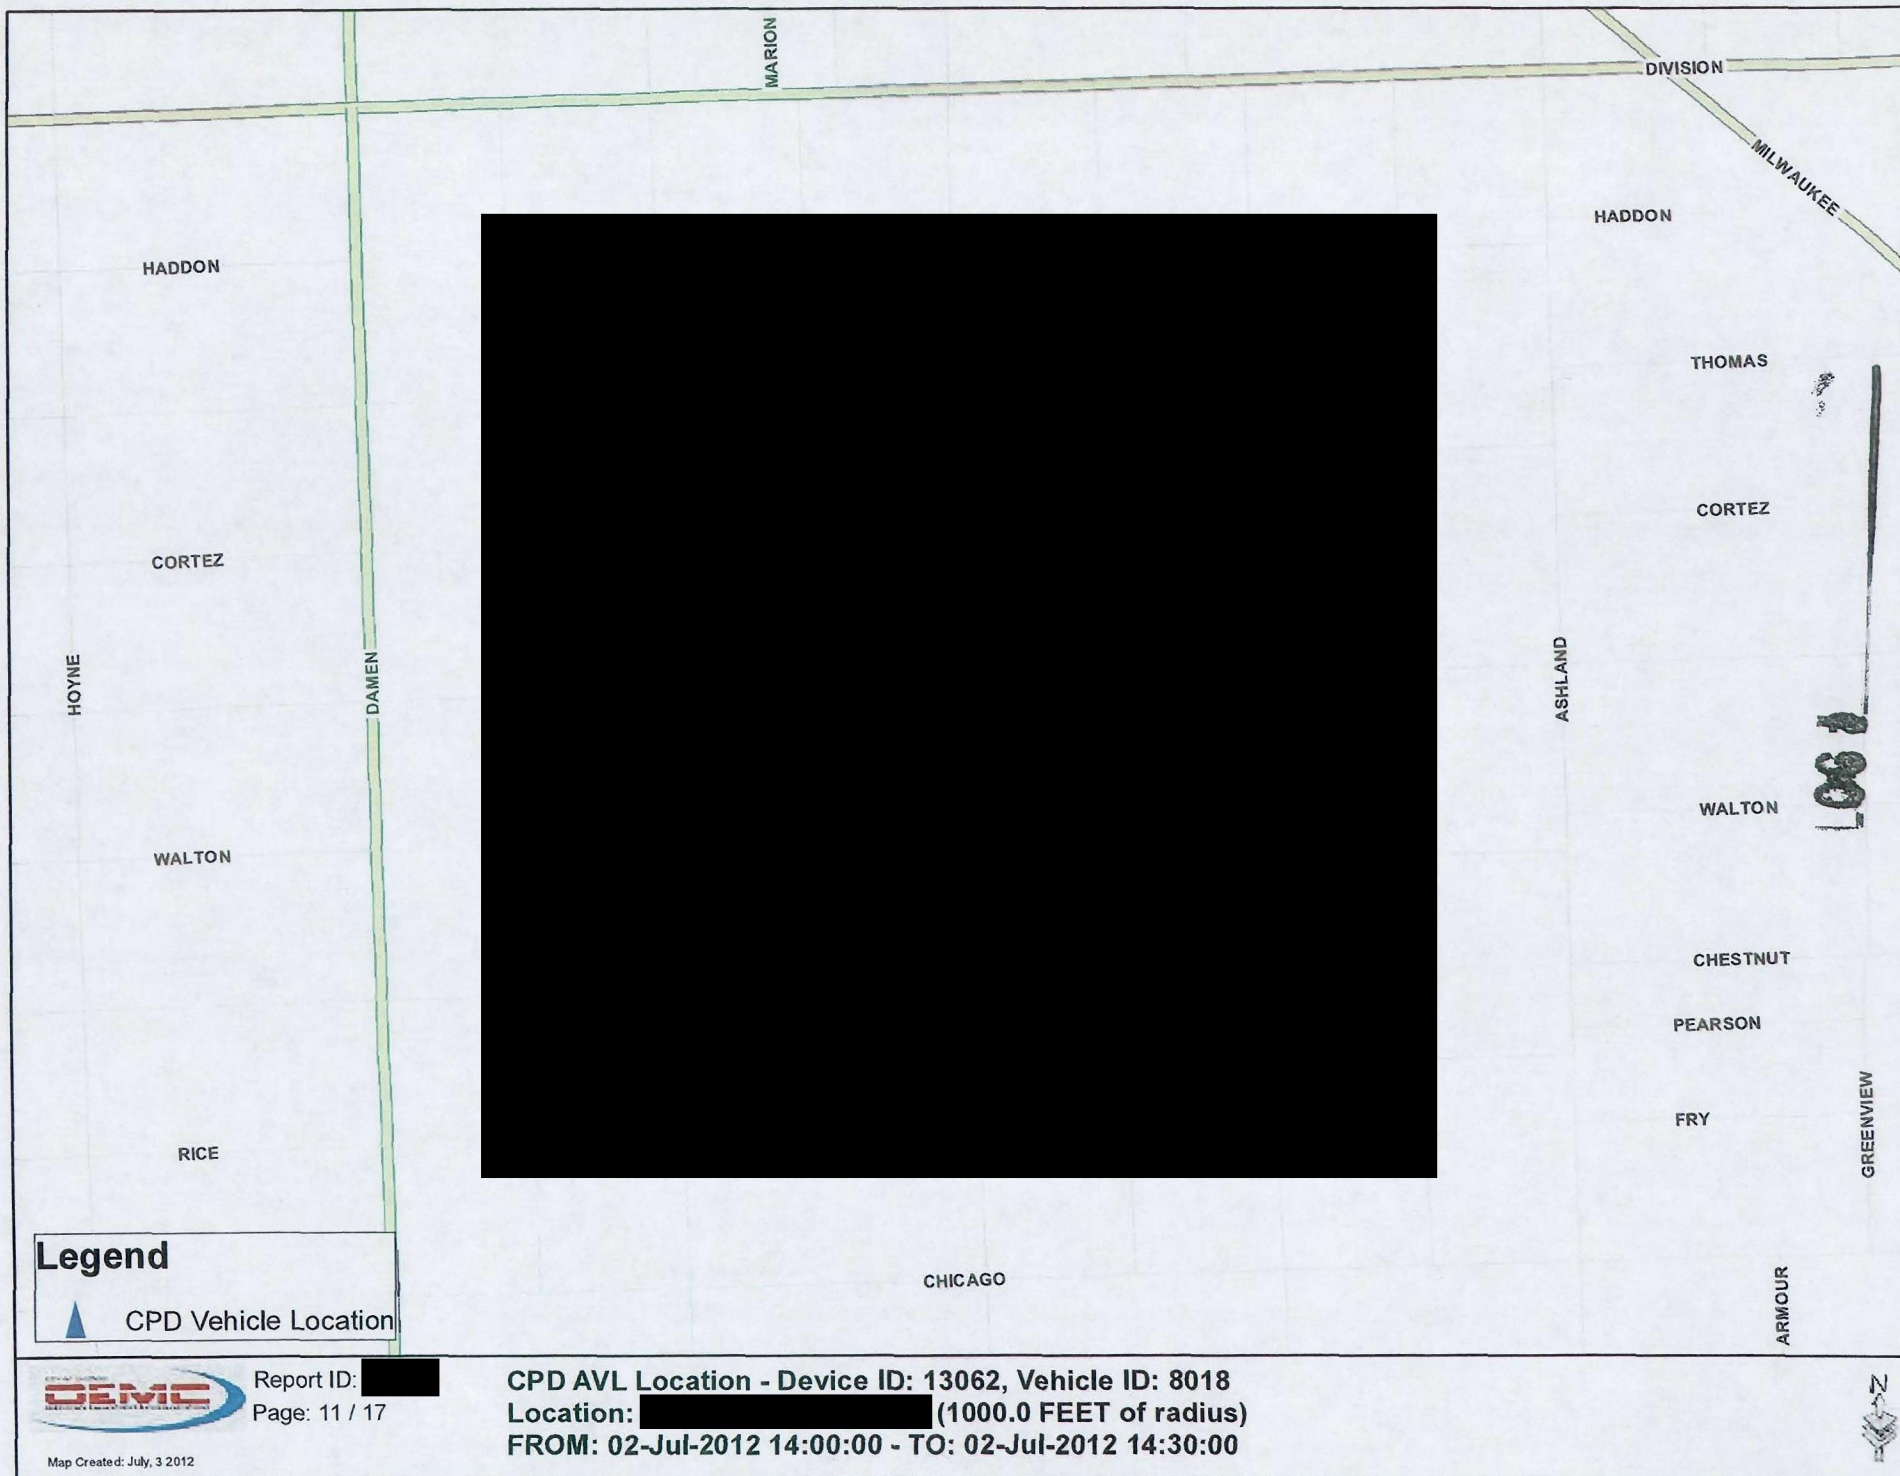 MARION
DIVISION
MILWAUKEE
HADDON
HADDON
THOMAS
CORTEZ
CORTEZ
HOYNE
DAMEN
ASHLAND
WALTON
WALTON
LOG
CHESTNUT
PEARSON
FRY
GREENVIEW
RICE
CHICAGO
ARMOUR
Legend
CPD Vehicle Location
OEMC
Report ID:
Page: 11 / 17
Map Created: July, 3 2012
CPD AVL Location - Device ID: 13062, Vehicle ID: 8018
Location: (1000.0 FEET of radius)
FROM: 02-Jul-2012 14:00:00 - TO: 02-Jul-2012 14:30:00
N